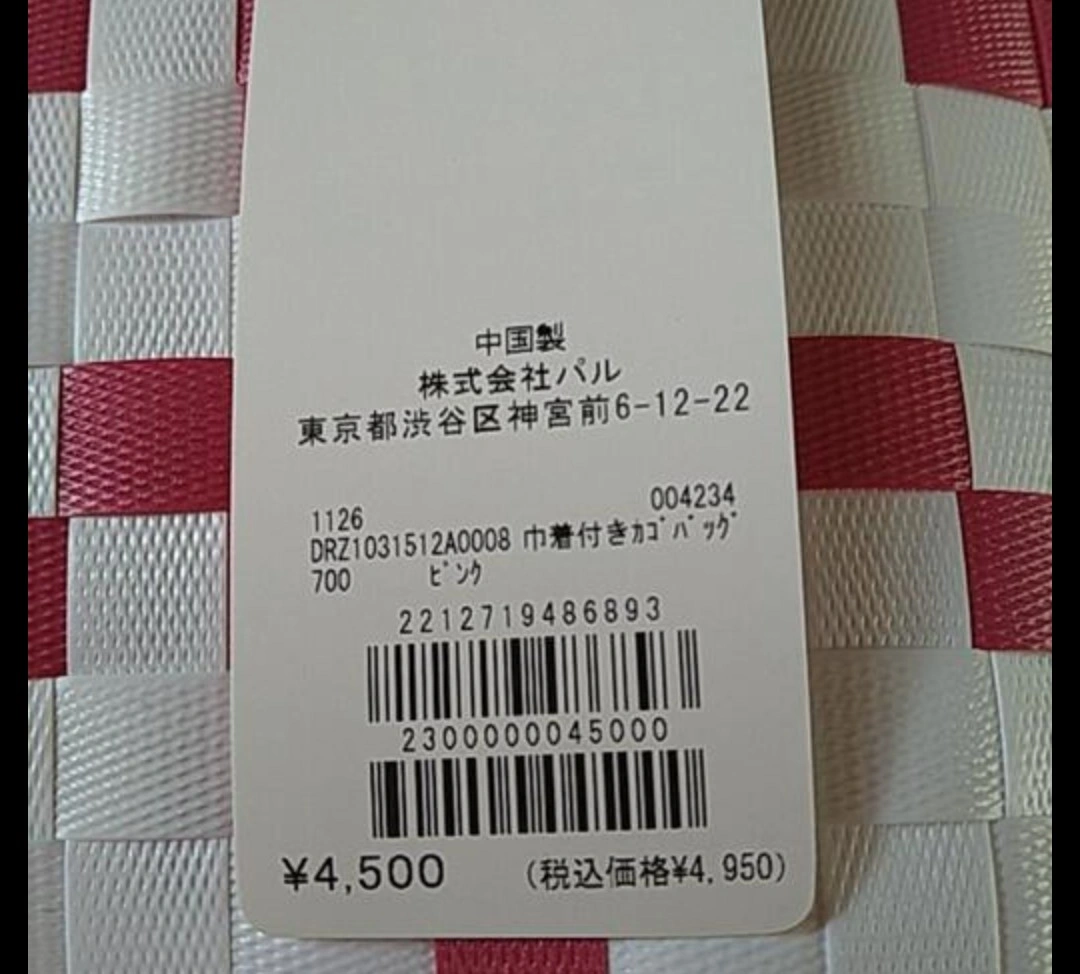 中国製
株式会社パル
東京都渋谷区神宮前6-12-22
1126 004234
DRZ1031512A0008 巾着付きｶｺﾞﾊﾞｯｸﾞ
700 ﾋﾟﾝｸ
2212719486893
2300000045000
¥4,500 (税込価格¥4,950)